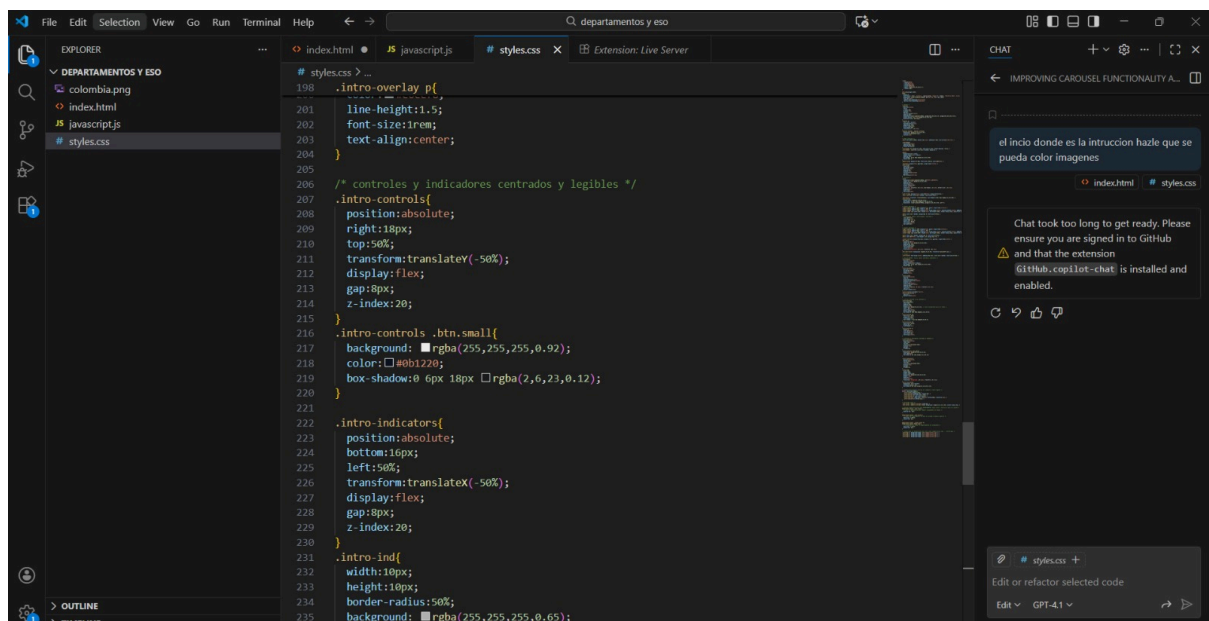 File Edit Selection View Go Run Terminal Help
departamentos y eso
EXPLORER
DEPARTAMENTOS Y ESO
colombia.png
index.html
JS javascript.js
# styles.css
OUTLINE
index.html
JS javascript.js
# styles.css
Extension: Live Server
# styles.css > ...
198 .intro-overlay p{
201 line-height:1.5;
202 font-size:1rem;
203 text-align:center;
204 }
205
206 /* controles y indicadores centrados y legibles */
207 .intro-controls{
208 position:absolute;
209 right:18px;
210 top:50%;
211 transform:translateY(-50%);
212 display:flex;
213 gap:8px;
214 z-index:20;
215 }
216 .intro-controls .btn.small{
217 background: rgba(255,255,255,0.92);
218 color: #0b1220;
219 box-shadow:0 6px 18px rgba(2,6,23,0.12);
220 }
221
222 .intro-indicators{
223 position:absolute;
224 bottom:16px;
225 left:50%;
226 transform:translateX(-50%);
227 display:flex;
228 gap:8px;
229 z-index:20;
230 }
231 .intro-ind{
232 width:10px;
233 height:10px;
234 border-radius:50%;
235 background: rgba(255,255,255,0.65);
CHAT
IMPROVING CAROUSEL FUNCTIONALITY A...
el incio donde es la intruccion hazle que se
pueda color imagenes
index.html # styles.css
Chat took too long to get ready. Please
ensure you are signed in to GitHub
and that the extension
GitHub.copilot-chat is installed and
enabled.
# styles.css +
Edit or refactor selected code
Edit GPT-4.1